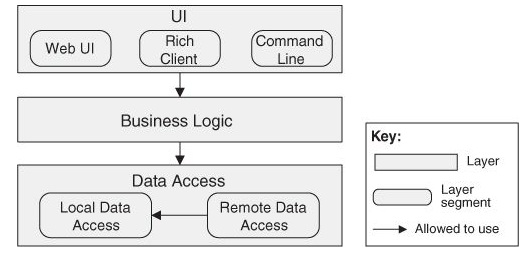 UI
Web UI
Rich
Client
Command
Line
Business Logic
Data Access
Local Data
Access
Remote Data
Access
Key:
Layer
Layer
segment
Allowed to use